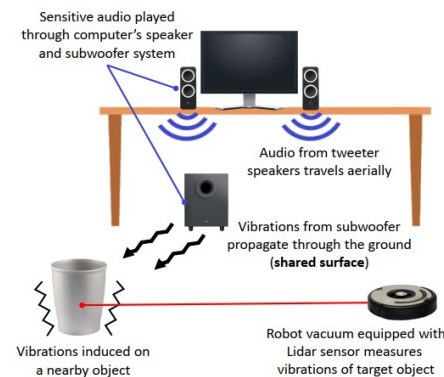 Sensitive audio played
through computer's speaker
and subwoofer system
Audio from tweeter
speakers travels aerially
Vibrations from subwoofer
propagate through the ground
(shared surface)
Vibrations induced on
a nearby object
Robot vacuum equipped with
Lidar sensor measures
vibrations of target object